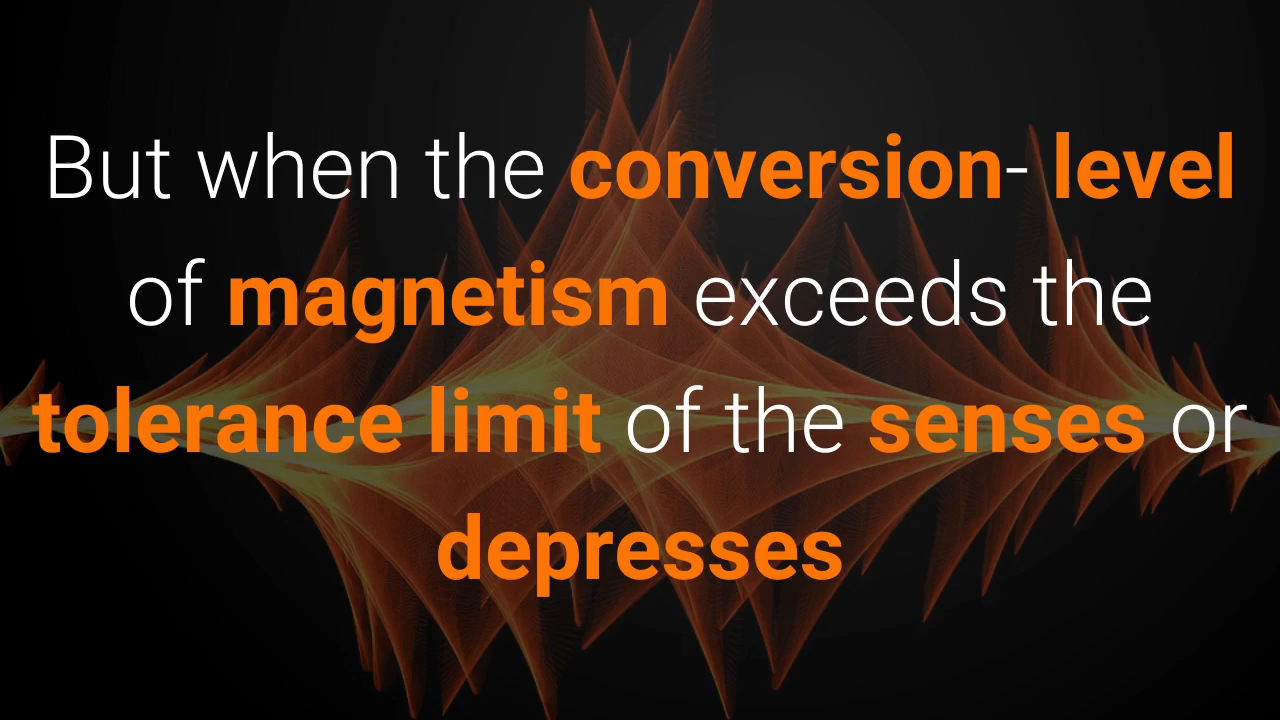 But when the conversion- level
of magnetism exceeds the
tolerance limit of the senses or
depresses